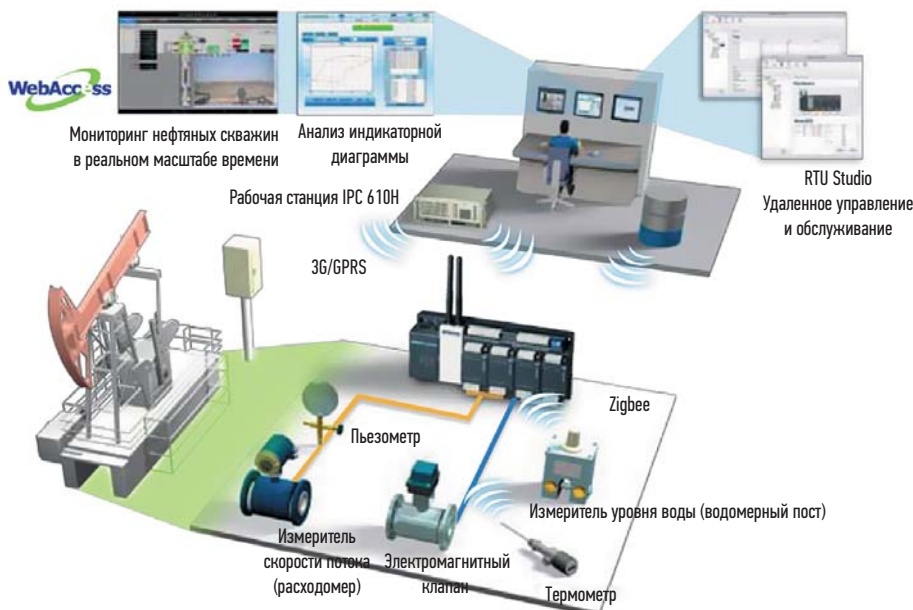 WebAccess
Мониторинг нефтяных скважин
в реальном масштабе времени
Анализ индикаторной
диаграммы
RTU Studio
Удаленное управление
и обслуживание
Рабочая станция IPC 610H
3G/GPRS
Zigbee
Пьезометр
Измеритель уровня воды (водомерный пост)
Измеритель
скорости потока
(расходомер)
Электромагнитный
клапан
Термометр